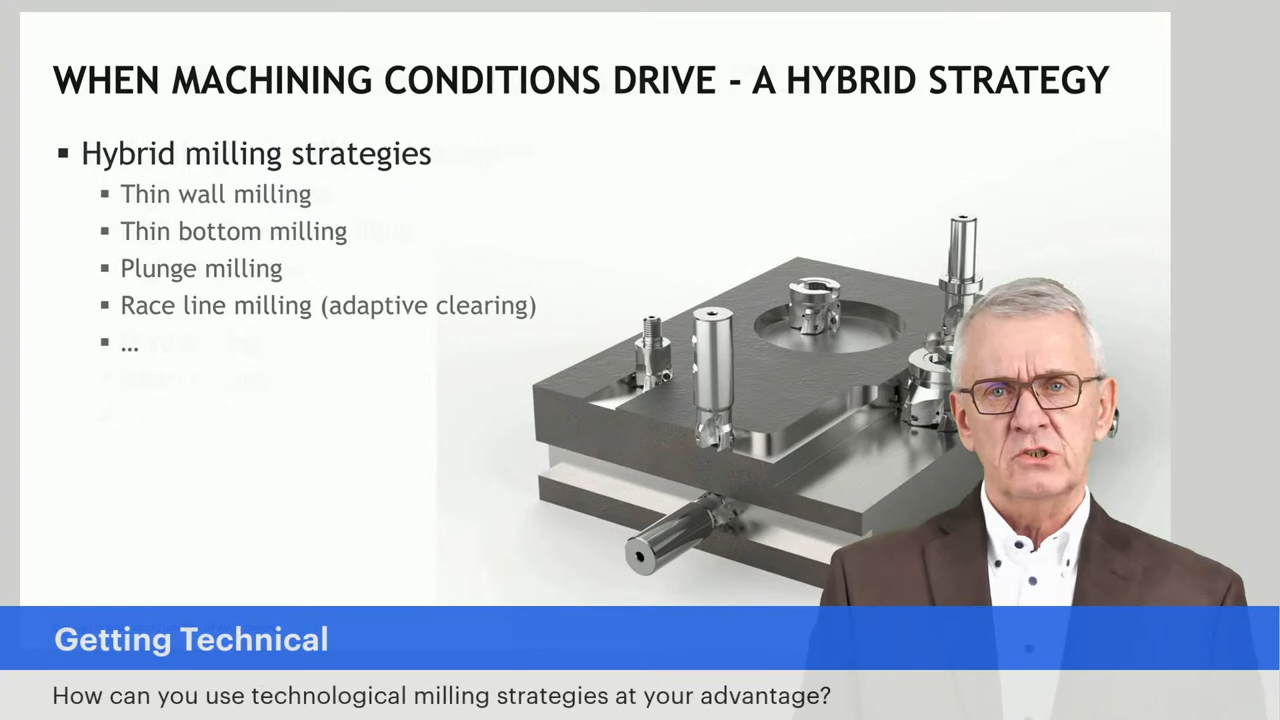 WHEN MACHINING CONDITIONS DRIVE - A HYBRID STRATEGY
▪ Hybrid milling strategies
▪ Thin wall milling
▪ Thin bottom milling
▪ Plunge milling
▪ Race line milling (adaptive clearing)
▪ ...
Getting Technical
How can you use technological milling strategies at your advantage?